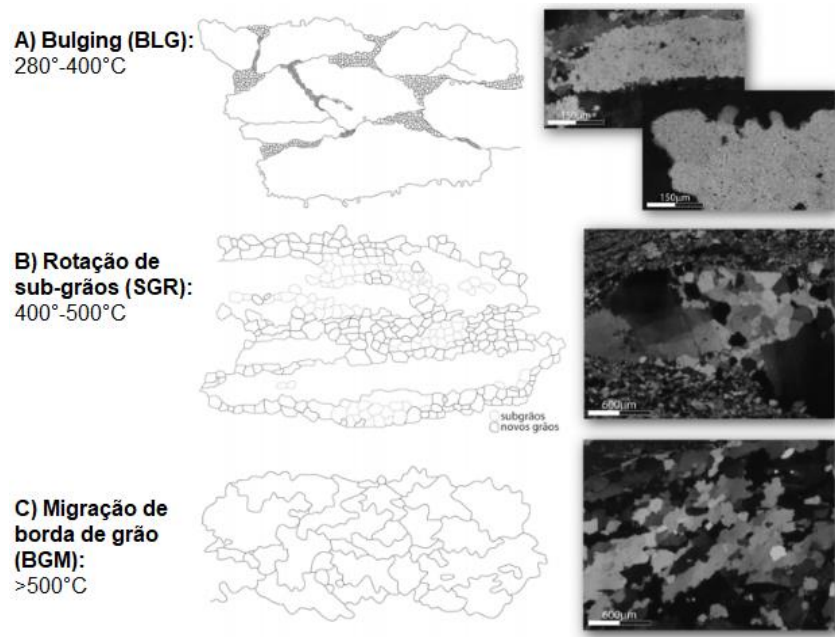 A) Bulging (BLG):
280°-400°C
150µm
150µm
B) Rotação de
sub-grãos (SGR):
400°-500°C
subgrãos
novos grãos
600µm
C) Migração de
borda de grão
(BGM):
>500°C
600µm